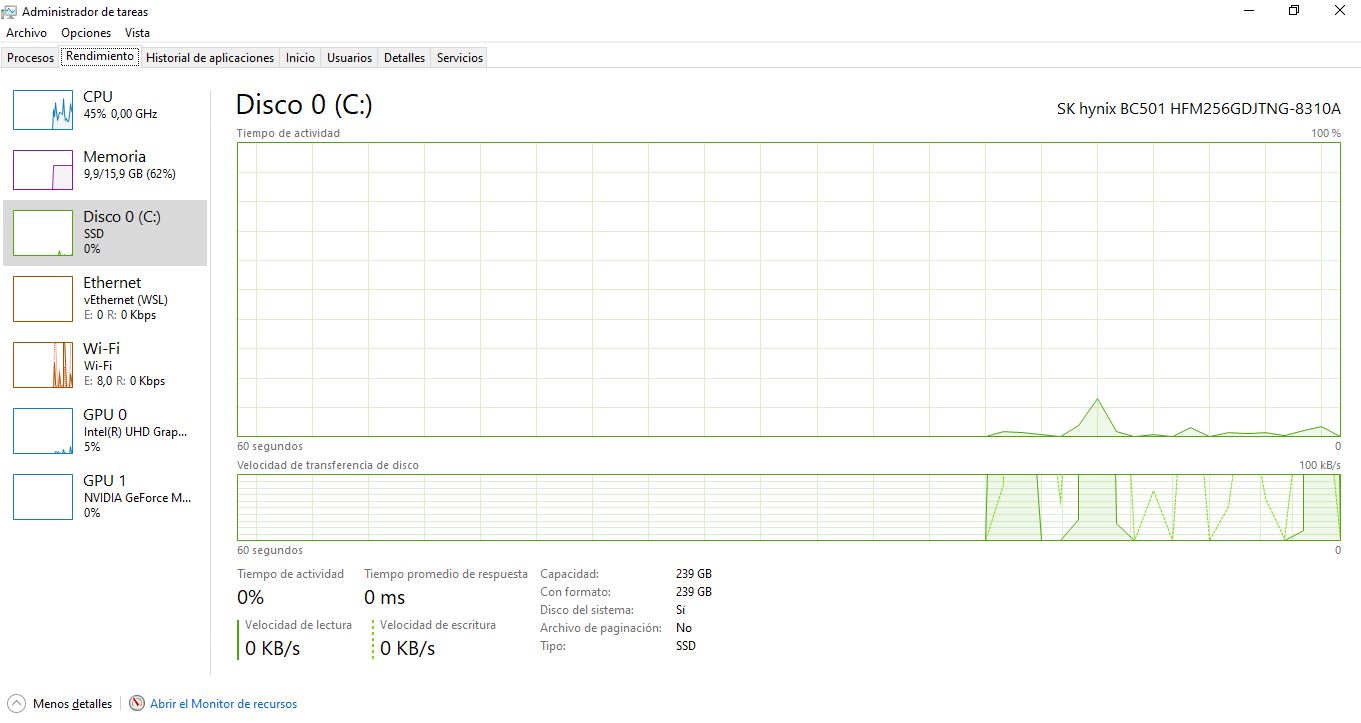 Administrador de tareas
Archivo Opciones Vista
Procesos Rendimiento Historial de aplicaciones Inicio Usuarios Detalles Servicios
CPU
45% 0,00 GHz
Memoria
9,9/15,9 GB (62%)
Disco 0 (C:)
SSD
0%
Ethernet
vEthernet (WSL)
E: 0 R: 0 Kbps
Wi-Fi
Wi-Fi
E: 8,0 R: 0 Kbps
GPU 0
Intel(R) UHD Grap...
5%
GPU 1
NVIDIA GeForce M...
0%
Disco 0 (C:)
SK hynix BC501 HFM256GDJTNG-8310A
Tiempo de actividad 100 %
60 segundos 0
Velocidad de transferencia de disco 100 kB/s
60 segundos 0
Tiempo de actividad Tiempo promedio de respuesta
0% 0 ms
Velocidad de lectura Velocidad de escritura
0 KB/s 0 KB/s
Capacidad: 239 GB
Con formato: 239 GB
Disco del sistema: Sí
Archivo de paginación: No
Tipo: SSD
Menos detalles Abrir el Monitor de recursos